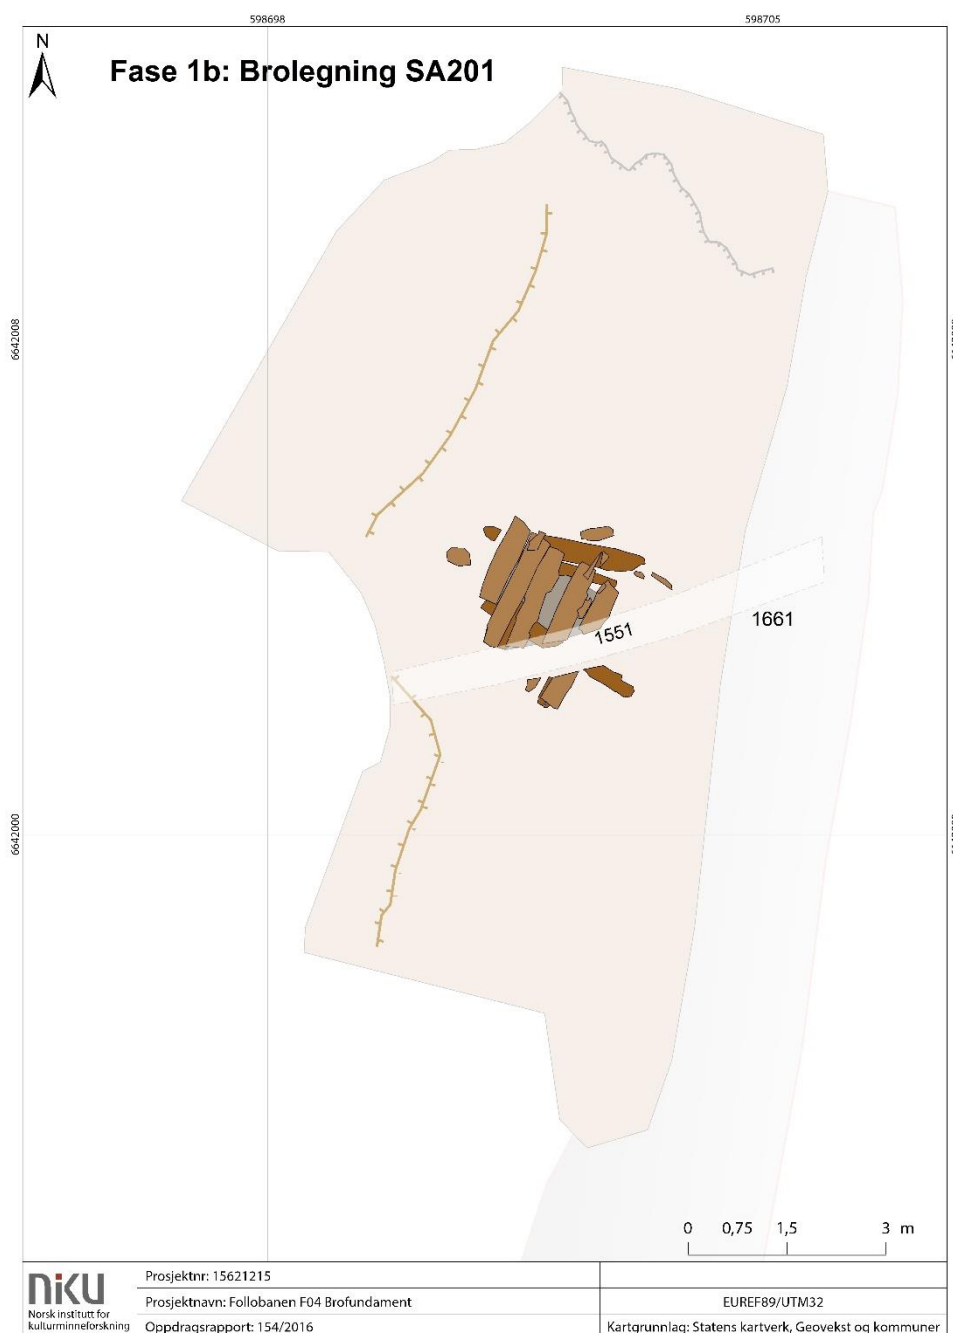 598698
598705
N
Fase 1b: Brolegning SA201
6642008
1551
1661
6642000
0 0,75 1,5 3 m
niku
Norsk institutt for
kulturminneforskning
Prosjektnr: 15621215
Prosjektnavn: Follobanen F04 Brofundament
EUREF89/UTM32
Oppdragsrapport: 154/2016
Kartgrunnlag: Statens kartverk, Geovekst og kommuner